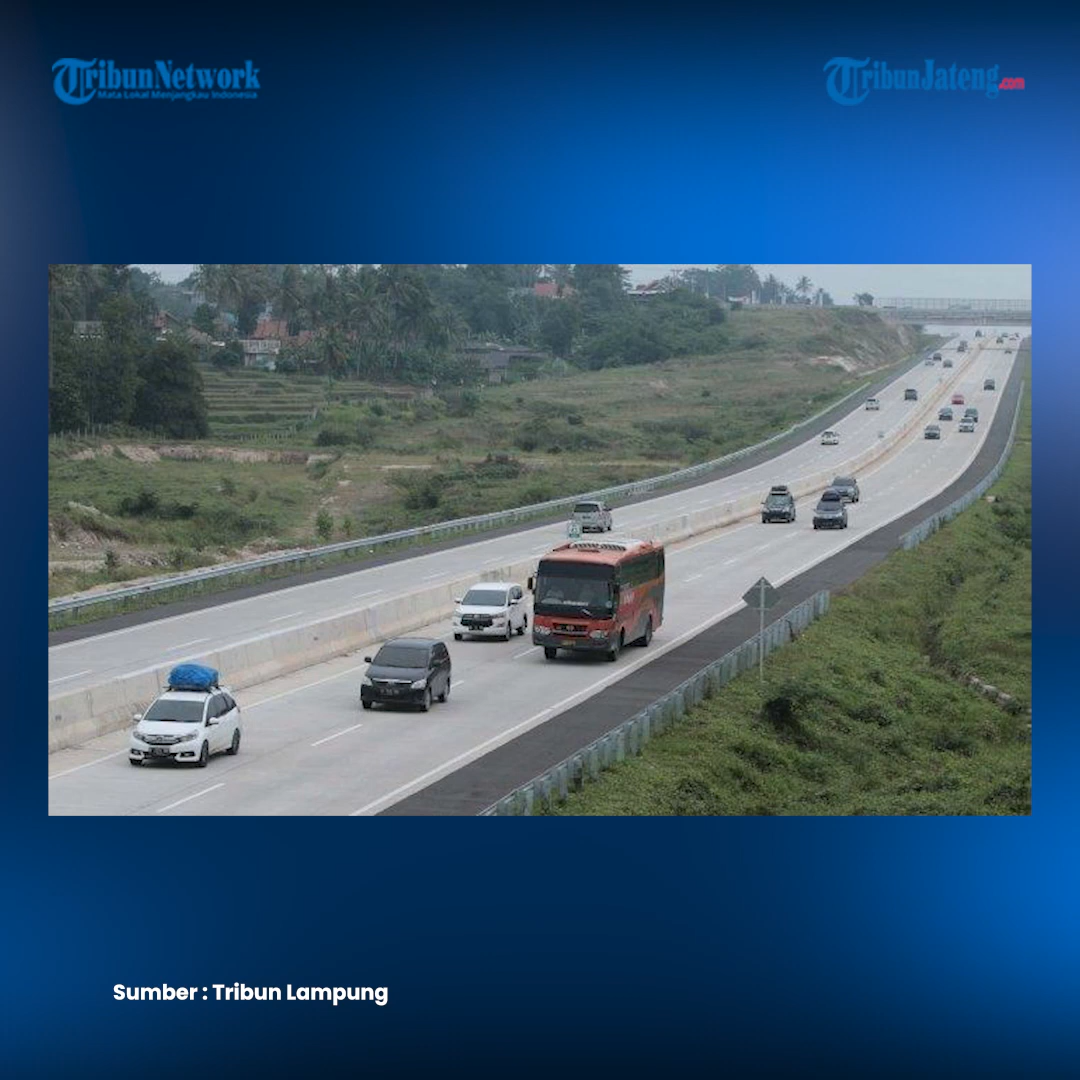 TribunNetwork
Mata Lokal Menjangkau Indonesia
TribunJateng.com
Sumber : Tribun Lampung